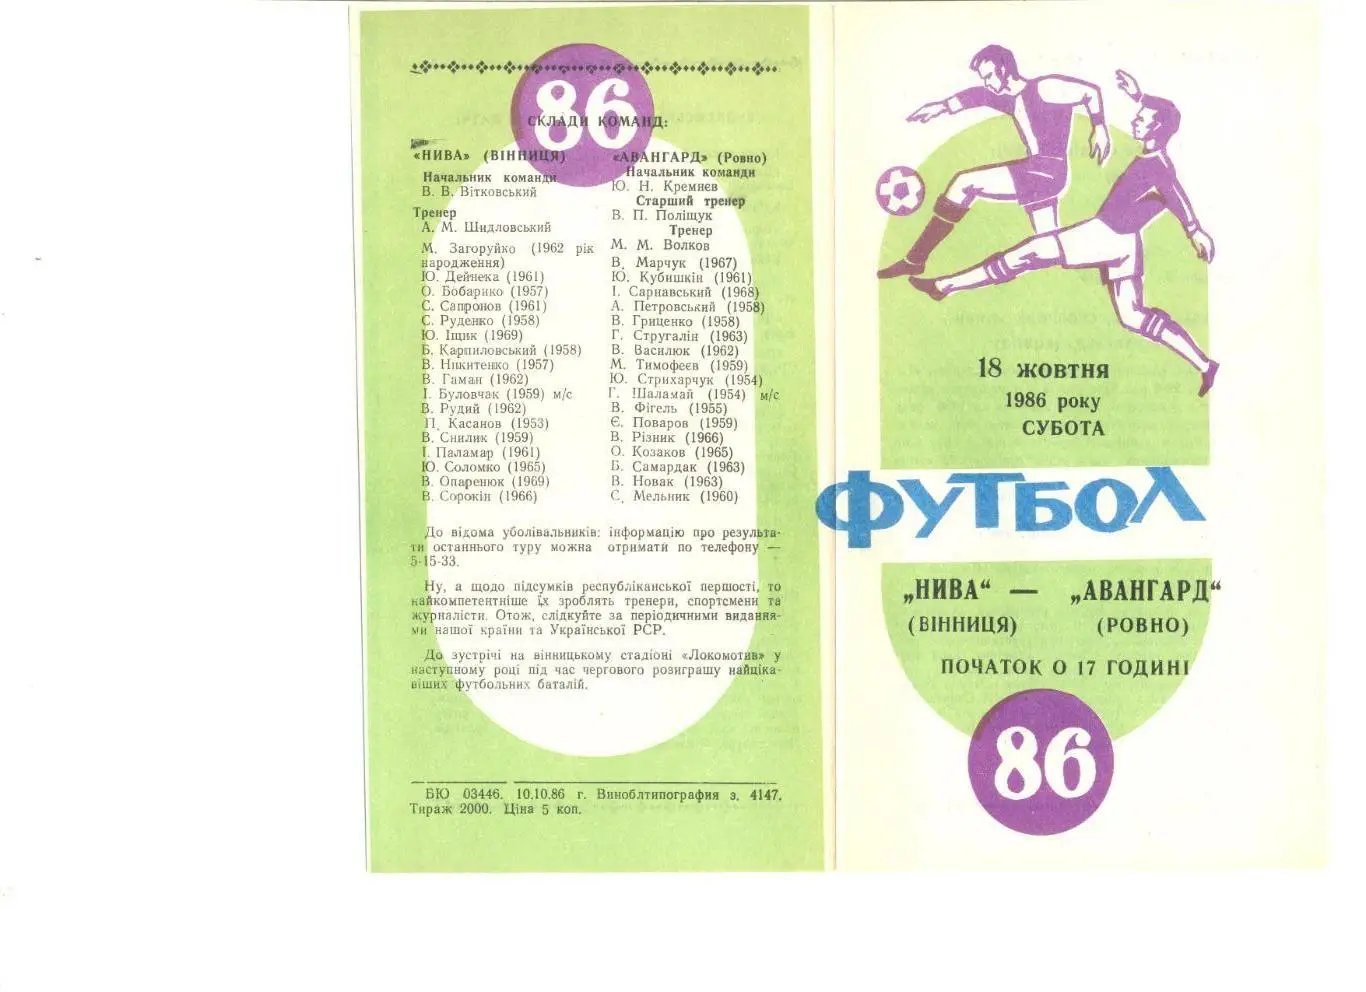 86
СКЛАДИ КОМАНД:
«НИВА» (ВІННИЦЯ)
Начальник команди
В. В. Вітковський
Тренер
А. М. Шидловський
М. Загоруйко (1962 рік
народження)
Ю. Дейнека (1961)
О. Бобарико (1957)
С. Сапронов (1961)
С. Руденко (1958)
Ю. Іщик (1969)
Б. Карпиловський (1958)
В. Никитенко (1957)
В. Гаман (1962)
І. Буловчак (1959) м/с
В. Рудий (1962)
П. Касанов (1953)
В. Снилик (1959)
І. Паламар (1961)
Ю. Соломко (1965)
В. Опаренюк (1969)
В. Сорокін (1966)
«АВАНГАРД» (Ровно)
Начальник команди
Ю. Н. Кремнев
Старший тренер
В. П. Поліщук
Тренер
М. М. Волков
В. Марчук (1967)
Ю. Кубишкін (1961)
І. Сарнавський (1968)
А. Петровський (1958)
В. Гриценко (1958)
Г. Стругалін (1963)
В. Василюк (1962)
М. Тимофеєв (1959)
Ю. Стрихарчук (1954)
Г. Шаламай (1954) м/с
В. Фігель (1955)
Є. Поваров (1959)
В. Різник (1966)
О. Козаков (1965)
Б. Самардак (1963)
В. Новак (1963)
С. Мельник (1960)
До відома уболівальників: інформацію про результа-
ти останнього туру можна отримати по телефону —
5-15-33.
Ну, а щодо підсумків республіканської першості, то
найкомпетентніше їх зроблять тренери, спортсмени та
журналісти. Отож, слідкуйте за періодичними видання-
ми нашої країни та Української РСР.
До зустрічі на вінницькому стадіоні «Локомотив» у
наступному році під час чергового розиграшу найціка-
віших футбольних баталій.
БЮ 03446. 10.10.86 г. Виноблтипография з. 4147.
Тираж 2000. Ціна 5 коп.
18 ЖОВТНЯ
1986 року
СУБОТА
ФУТБОЛ
„НИВА“ — „АВАНГАРД“
(ВІННИЦЯ) (РОВНО)
ПОЧАТОК О 17 ГОДИНІ
86